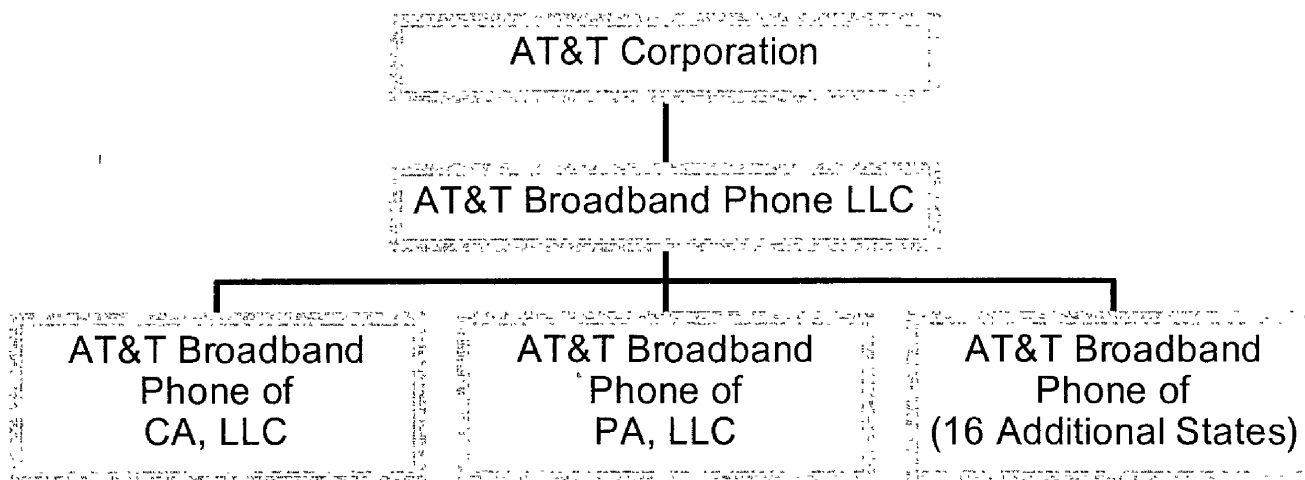 AT&T Corporation
AT&T Broadband Phone LLC
AT&T Broadband
Phone of
CA, LLC
AT&T Broadband
Phone of
PA, LLC
AT&T Broadband
Phone of
(16 Additional States)